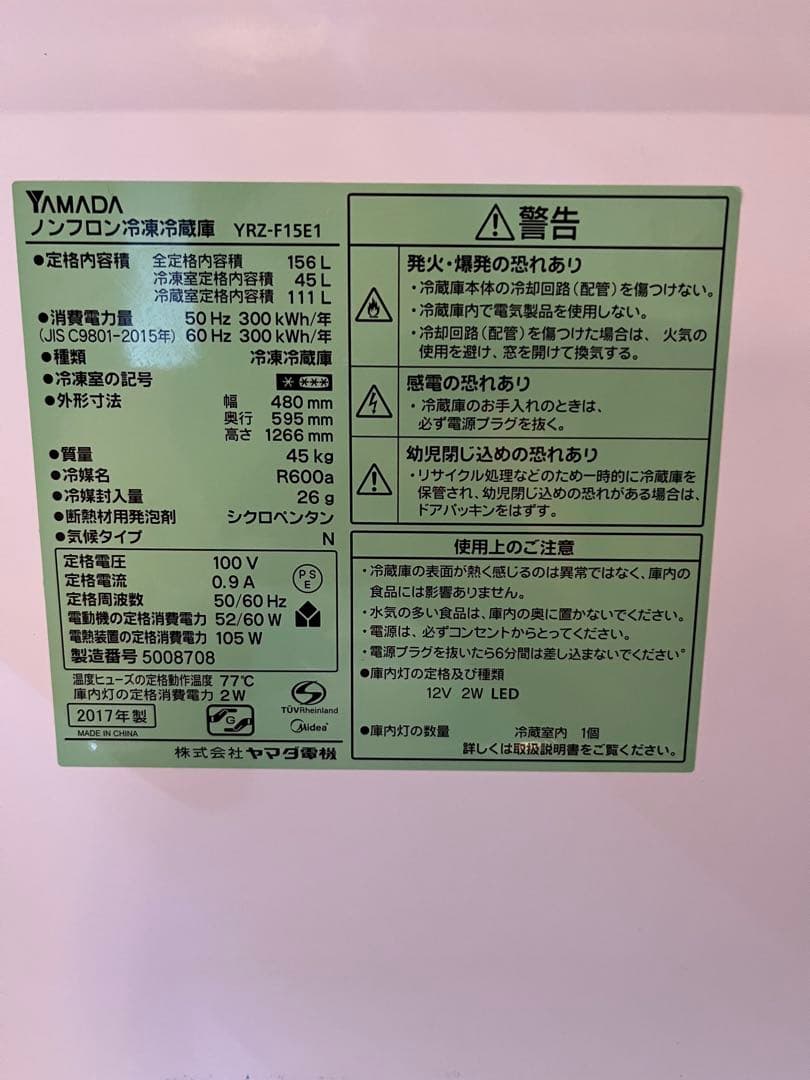 YAMADA
ノンフロン冷凍冷蔵庫 YRZ-F15E1
●定格内容積 全定格内容積 156 L
冷凍室定格内容積 45 L
冷蔵室定格内容積 111 L
●消費電力量 50 Hz 300 kWh/年
(JIS C9801-2015年) 60 Hz 300 kWh/年
●種類 冷凍冷蔵庫
●冷凍室の記号 * ***
●外形寸法 幅 480 mm
奥行 595 mm
高さ 1266 mm
●質量 45 kg
●冷媒名 R600a
●冷媒封入量 26 g
●断熱材用発泡剤 シクロペンタン
●気候タイプ N
定格電圧 100 V
定格電流 0.9 A
定格周波数 50/60 Hz
電動機の定格消費電力 52/60 W
電熱装置の定格消費電力 105 W
製造番号 5008708
PSE
温度ヒューズの定格動作温度 77℃
庫内灯の定格消費電力 2 W
2017年製
MADE IN CHINA
G
TÜVRheinland
Midea
株式会社ヤマダ電機
警告
発火・爆発の恐れあり
・冷蔵庫本体の冷却回路(配管)を傷つけない。
・冷蔵庫内で電気製品を使用しない。
・冷却回路(配管)を傷つけた場合は、火気の
使用を避け、窓を開けて換気する。
感電の恐れあり
・冷蔵庫のお手入れのときは、
必ず電源プラグを抜く。
幼児閉じ込めの恐れあり
・リサイクル処理などのため一時的に冷蔵庫を
保管され、幼児閉じ込めの恐れがある場合は、
ドアパッキンをはずす。
使用上のご注意
・冷蔵庫の表面が熱く感じるのは異常ではなく、庫内の
食品には影響ありません。
・水気の多い食品は、庫内の奥に置かないでください。
・電源は、必ずコンセントからとってください。
・電源プラグを抜いたら6分間は差し込まないでください。
●庫内灯の定格及び種類
12V 2W LED
●庫内灯の数量 冷蔵室内 1個
詳しくは取扱説明書をご覧ください。